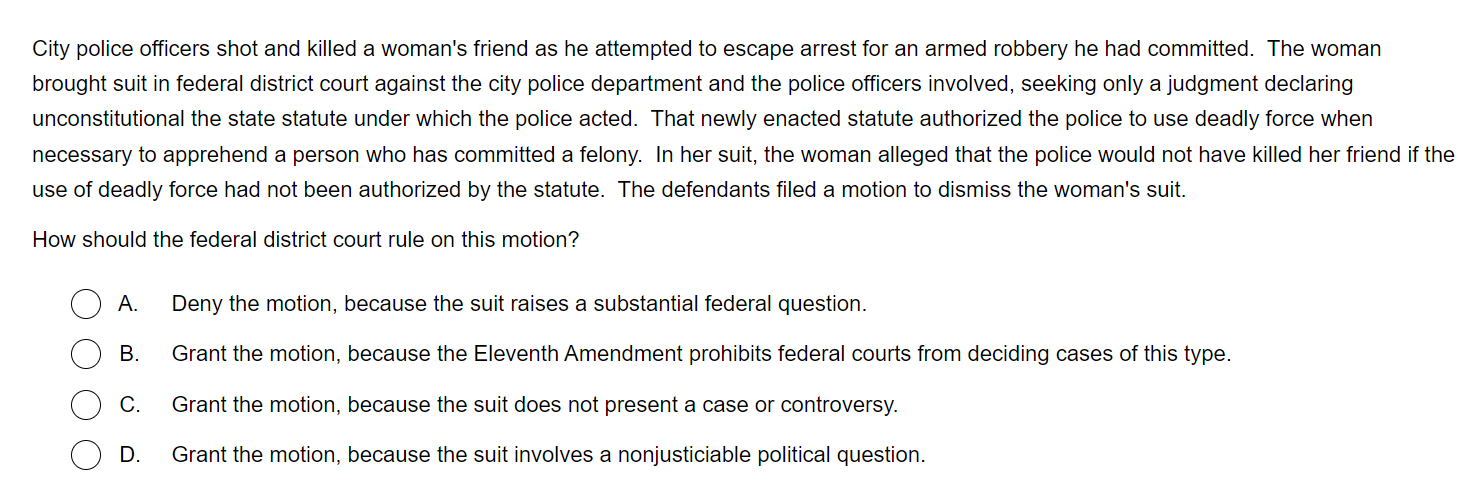 City police officers shot and killed a woman's friend as he attempted to escape arrest for an armed robbery he had committed.  The woman
brought suit in federal district court against the city police department and the police officers involved, seeking only a judgment declaring
unconstitutional the state statute under which the police acted.  That newly enacted statute authorized the police to use deadly force when
necessary to apprehend a person who has committed a felony.  In her suit, the woman alleged that the police would not have killed her friend if the
use of deadly force had not been authorized by the statute.  The defendants filed a motion to dismiss the woman's suit.
How should the federal district court rule on this motion?
A. Deny the motion, because the suit raises a substantial federal question.
B. Grant the motion, because the Eleventh Amendment prohibits federal courts from deciding cases of this type.
C. Grant the motion, because the suit does not present a case or controversy.
D. Grant the motion, because the suit involves a nonjusticiable political question.